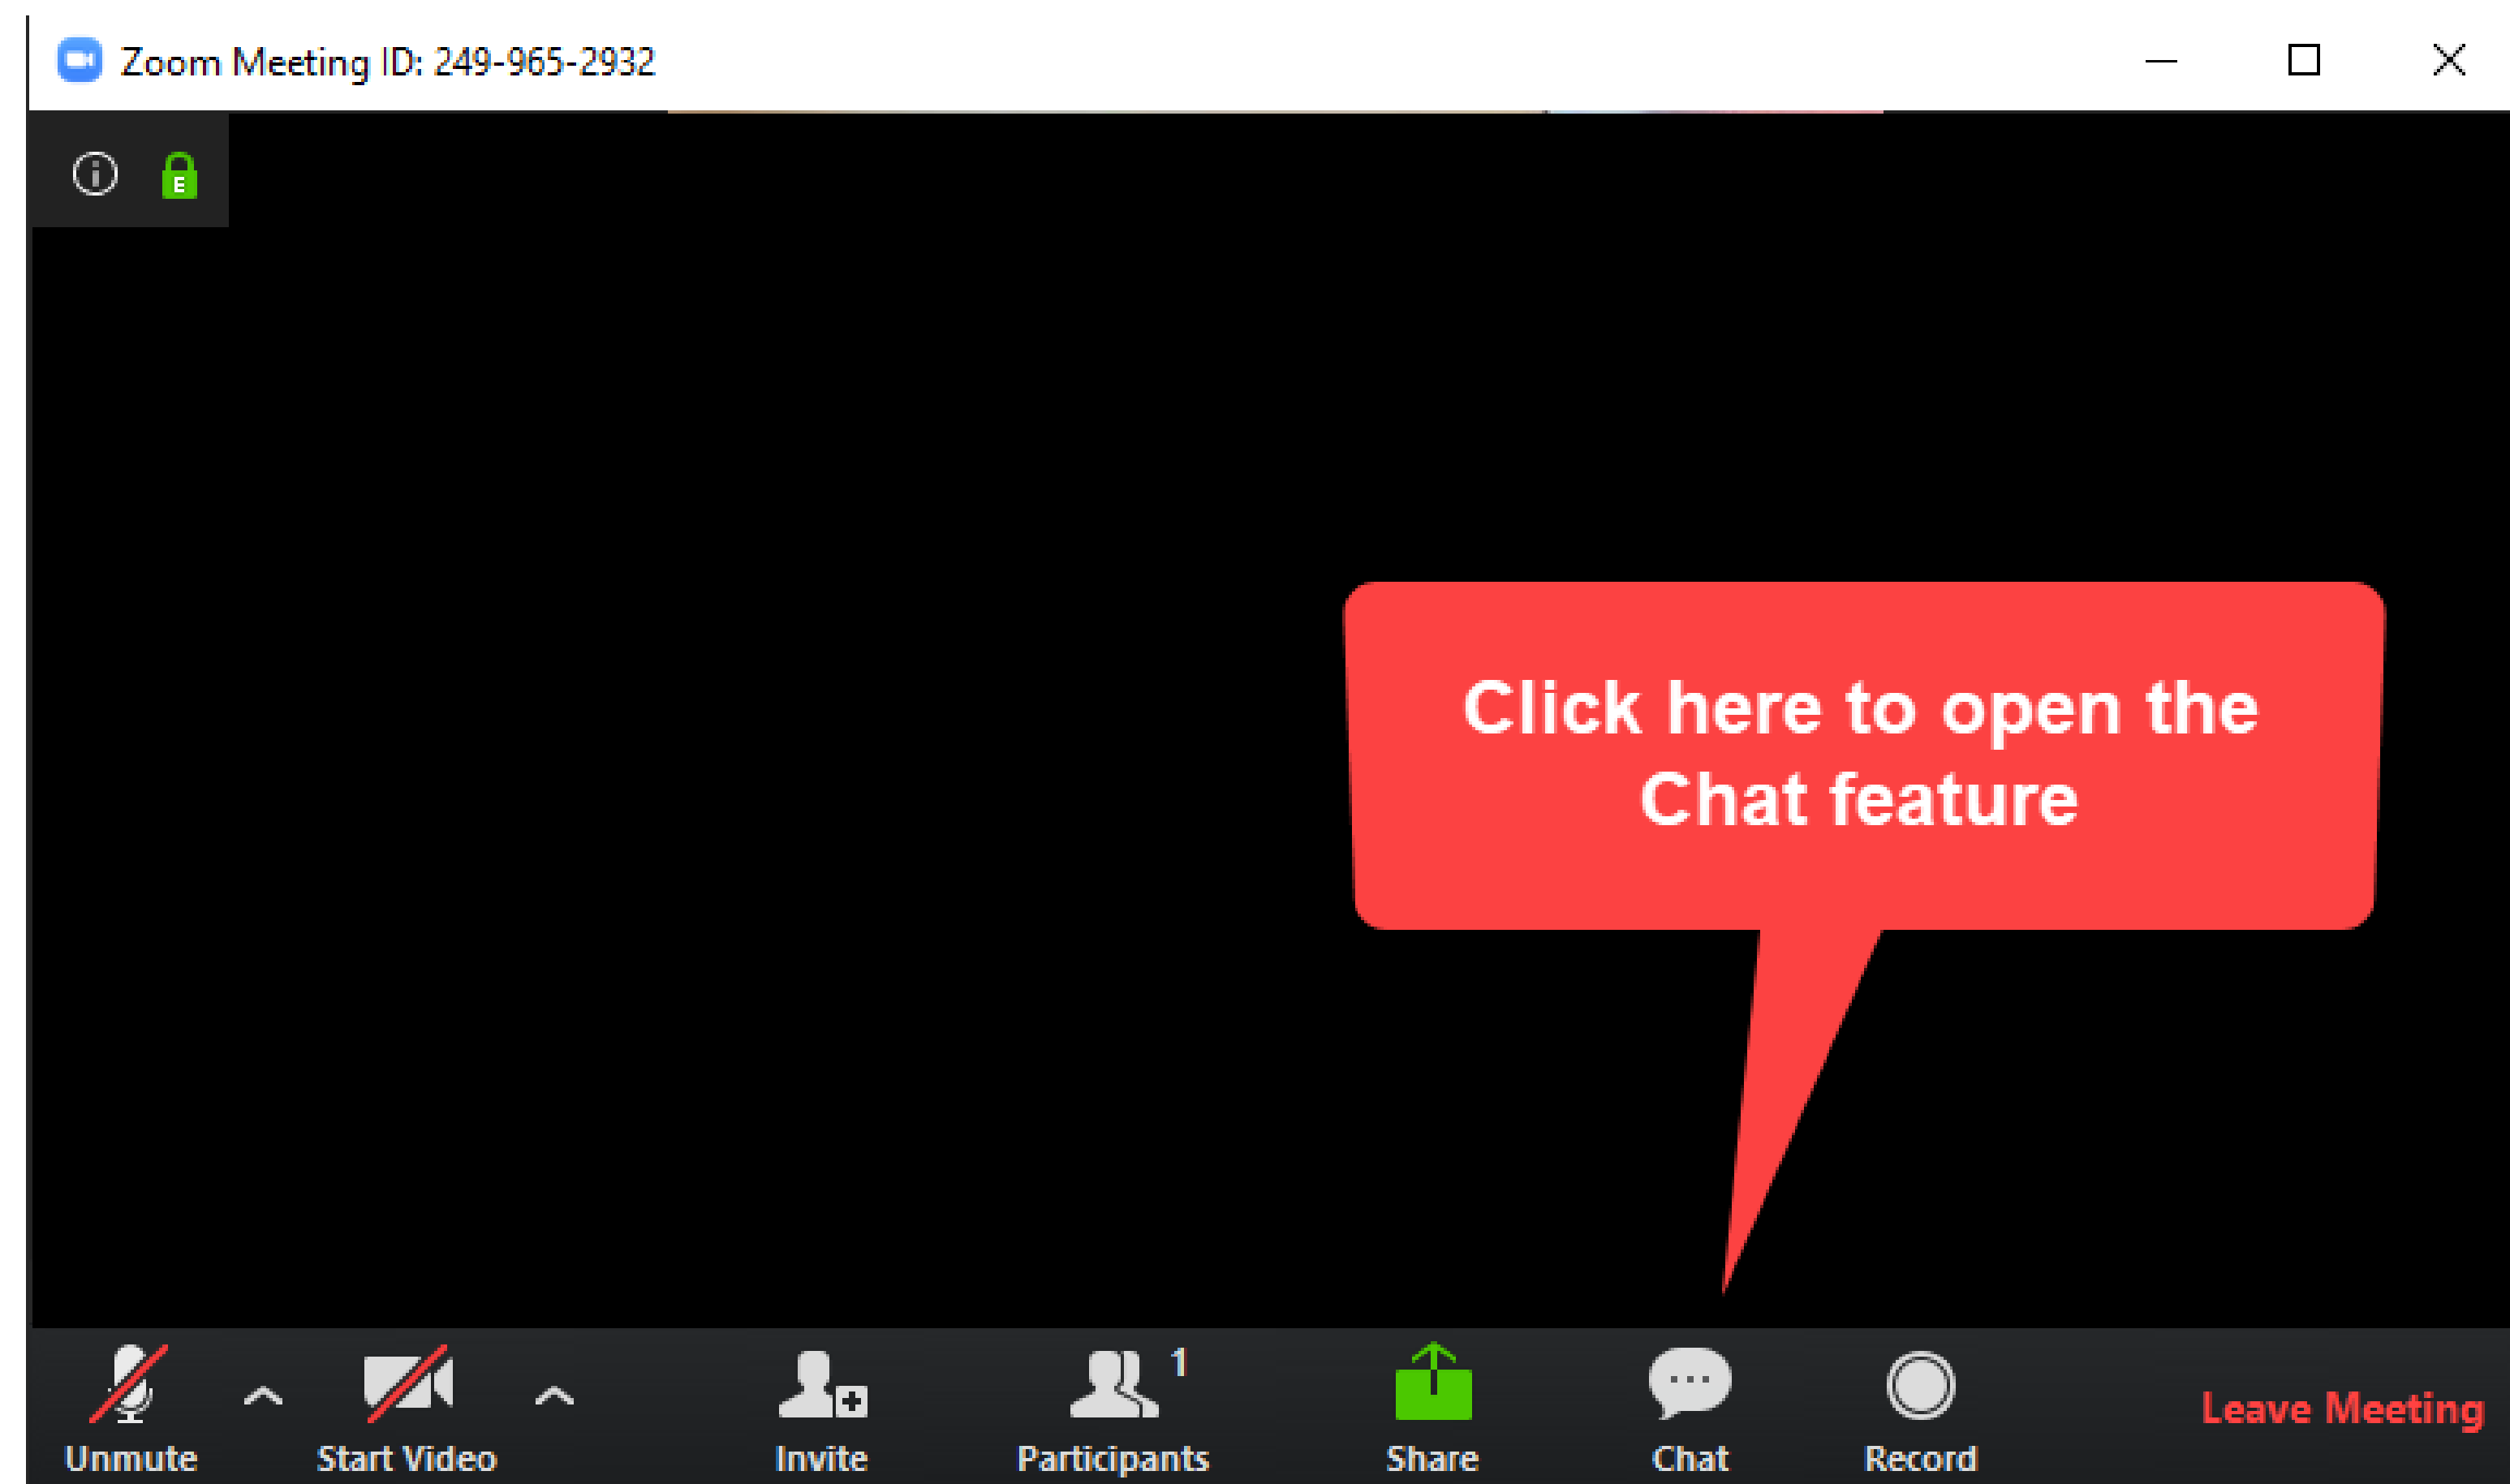 Zoom Meeting ID: 249-965-2932
E
Click here to open the
Chat feature
1
Unmute
Start Video
Invite
Participants
Share
Chat
Record
Leave Meeting